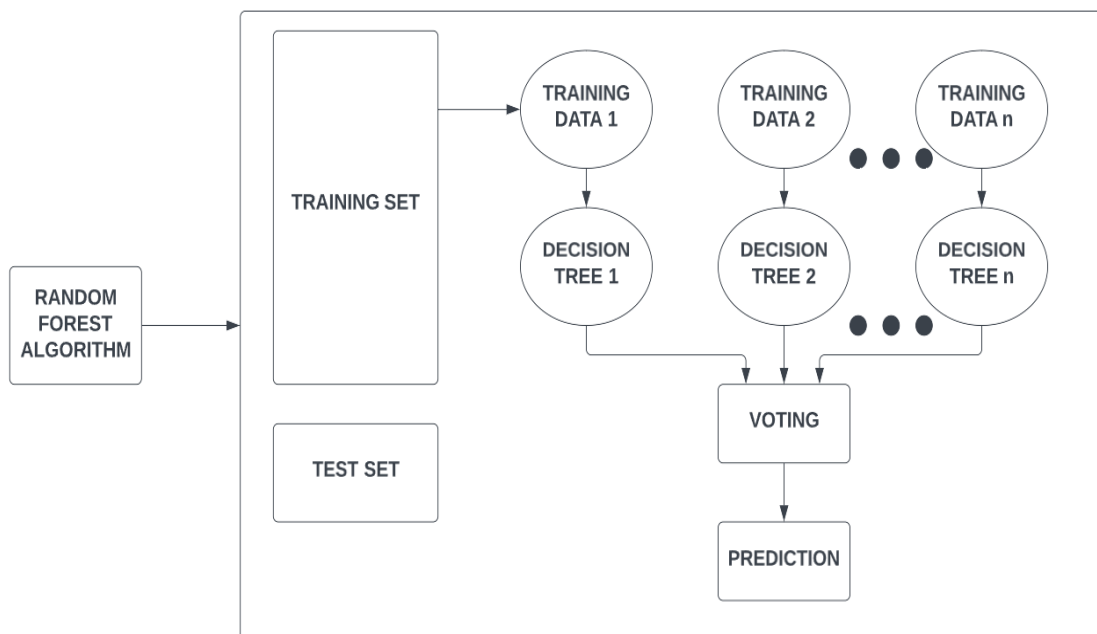 RANDOM
FOREST
ALGORITHM
TRAINING SET
TEST SET
TRAINING
DATA 1
TRAINING
DATA 2
TRAINING
DATA n
DECISION
TREE 1
DECISION
TREE 2
DECISION
TREE n
VOTING
PREDICTION